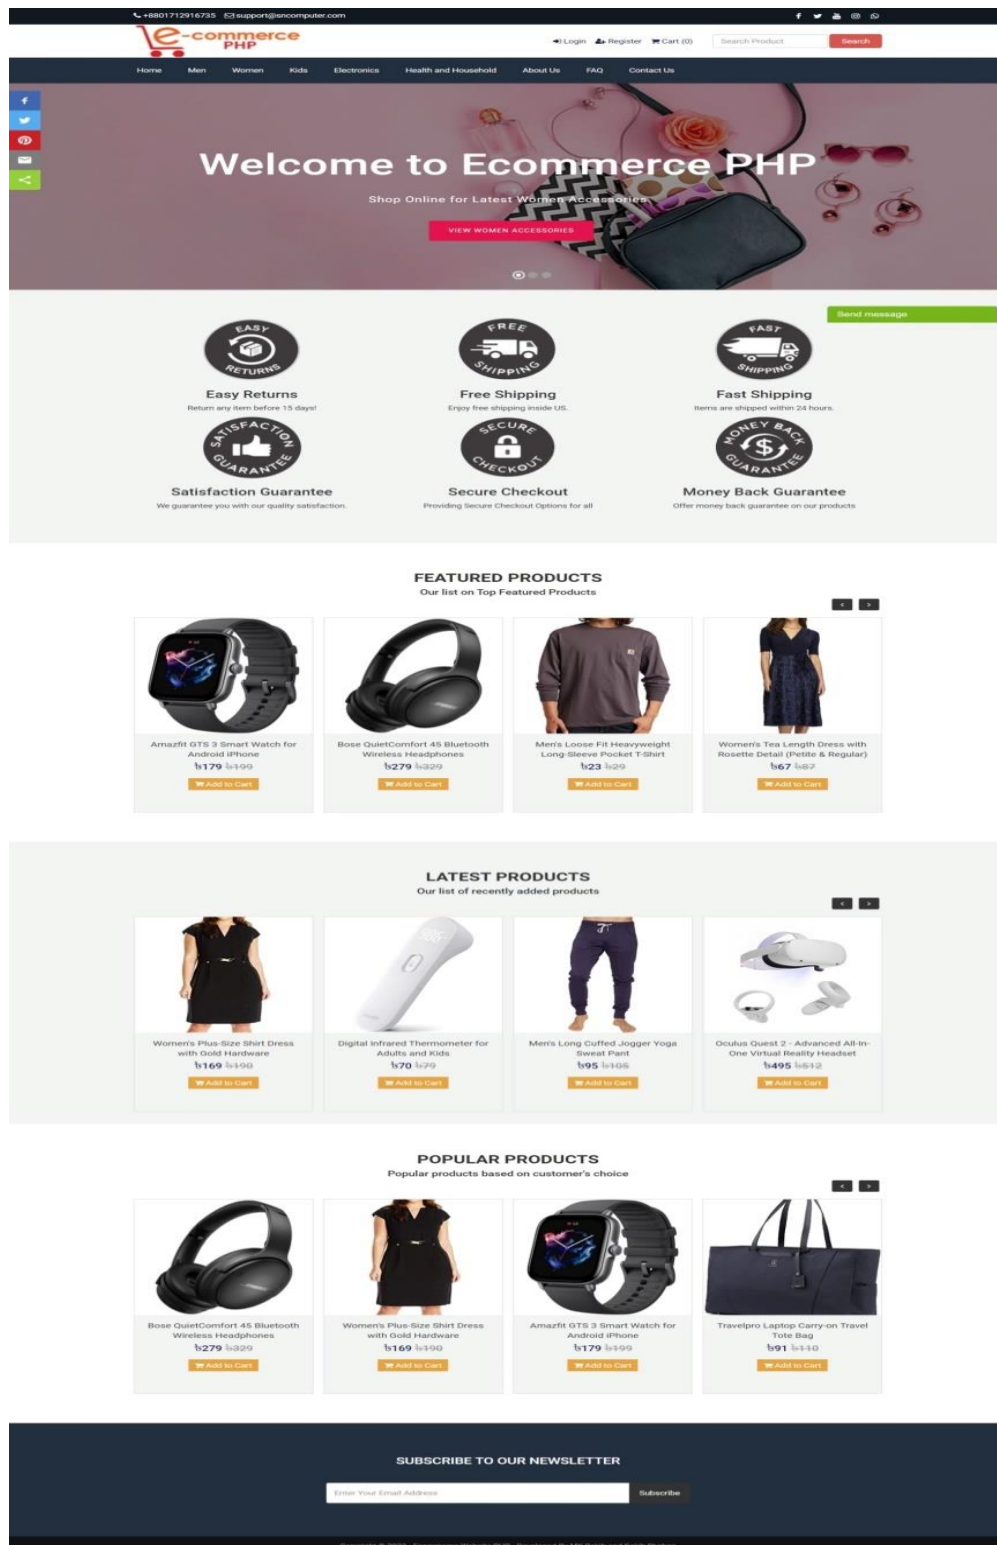 +8801712916735 support@sncomputer.com
e-commerce
PHP
Login Register Cart (0) Search Product Search
Home Men Women Kids Electronics Health and Household About Us FAQ Contact Us
Welcome to Ecommerce PHP
Shop Online for Latest Women Accessories
VIEW WOMEN ACCESSORIES
Send message
EASY RETURNS
FREE SHIPPING
FAST SHIPPING
Easy Returns Free Shipping Fast Shipping
Return any item before 15 days! Enjoy free shipping inside US. Items are shipped within 24 hours.
SATISFACTION GUARANTEE
SECURE CHECKOUT
MONEY BACK GUARANTEE
Satisfaction Guarantee Secure Checkout Money Back Guarantee
We guarantee you with our quality satisfaction. Providing Secure Checkout Options for all Offer money back guarantee on our products
FEATURED PRODUCTS
Our list on Top Featured Products
Amazfit GTS 3 Smart Watch for
Android iPhone
৳179 ৳199
Add to Cart
Bose QuietComfort 45 Bluetooth
Wireless Headphones
৳279 ৳329
Add to Cart
Men's Loose Fit Heavyweight
Long-Sleeve Pocket T-Shirt
৳23 ৳29
Add to Cart
Women's Tea Length Dress with
Rosette Detail (Petite & Regular)
৳67 ৳87
Add to Cart
LATEST PRODUCTS
Our list of recently added products
Women's Plus-Size Shirt Dress
with Gold Hardware
৳169 ৳190
Add to Cart
Digital Infrared Thermometer for
Adults and Kids
৳70 ৳79
Add to Cart
Men's Long Cuffed Jogger Yoga
Sweat Pant
৳95 ৳105
Add to Cart
Oculus Quest 2 - Advanced All-In-
One Virtual Reality Headset
৳495 ৳512
Add to Cart
POPULAR PRODUCTS
Popular products based on customer's choice
Bose QuietComfort 45 Bluetooth
Wireless Headphones
৳279 ৳329
Add to Cart
Women's Plus-Size Shirt Dress
with Gold Hardware
৳169 ৳190
Add to Cart
Amazfit GTS 3 Smart Watch for
Android iPhone
৳179 ৳199
Add to Cart
Travelpro Laptop Carry-on Travel
Tote Bag
৳91 ৳110
Add to Cart
SUBSCRIBE TO OUR NEWSLETTER
Enter Your Email Address Subscribe